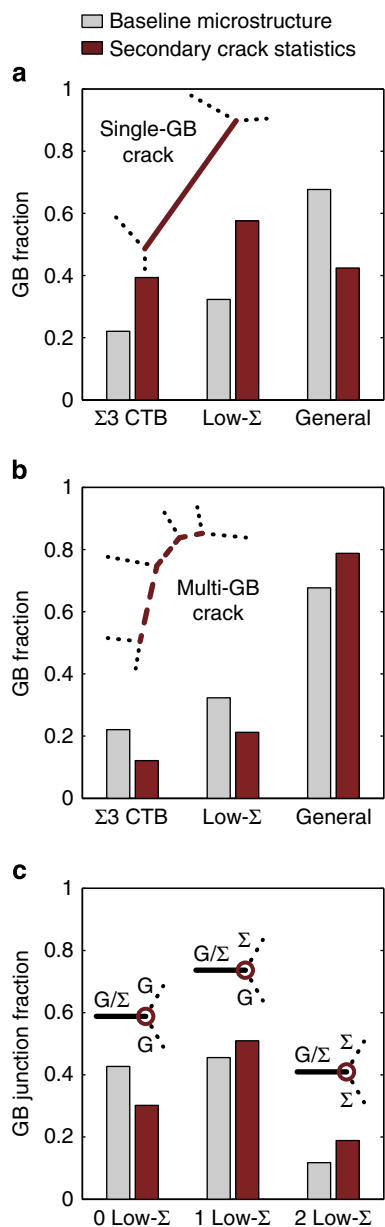 Baseline microstructure
Secondary crack statistics
a
1
0.8
0.6
0.4
0.2
0
GB fraction
Single-GB
crack
Σ3 CTB
Low-Σ
General
b
1
0.8
0.6
0.4
0.2
0
GB fraction
Multi-GB
crack
Σ3 CTB
Low-Σ
General
c
1
0.8
0.6
0.4
0.2
0
GB junction fraction
G/Σ
G
G
G/Σ
Σ
G
G/Σ
Σ
Σ
0 Low-Σ
1 Low-Σ
2 Low-Σ